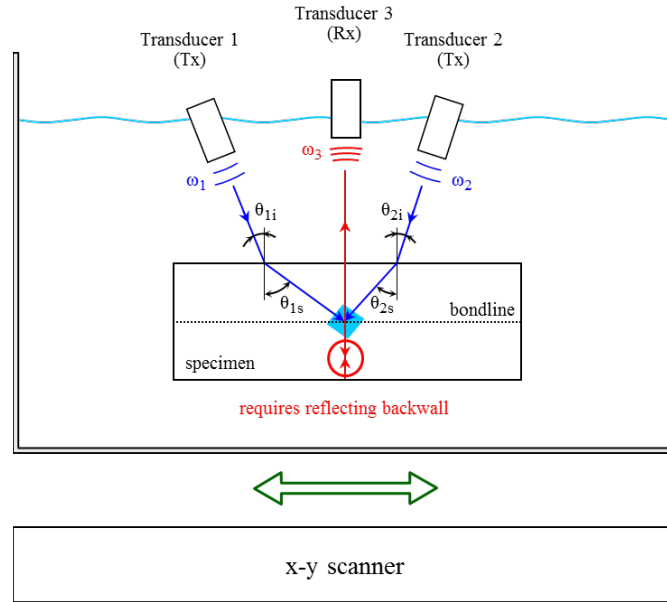 Transducer 3
(Rx)
Transducer 1
(Tx)
Transducer 2
(Tx)
ω3
ω1
ω2
θ1i
θ2i
θ1s
θ2s
bondline
specimen
requires reflecting backwall
x-y scanner